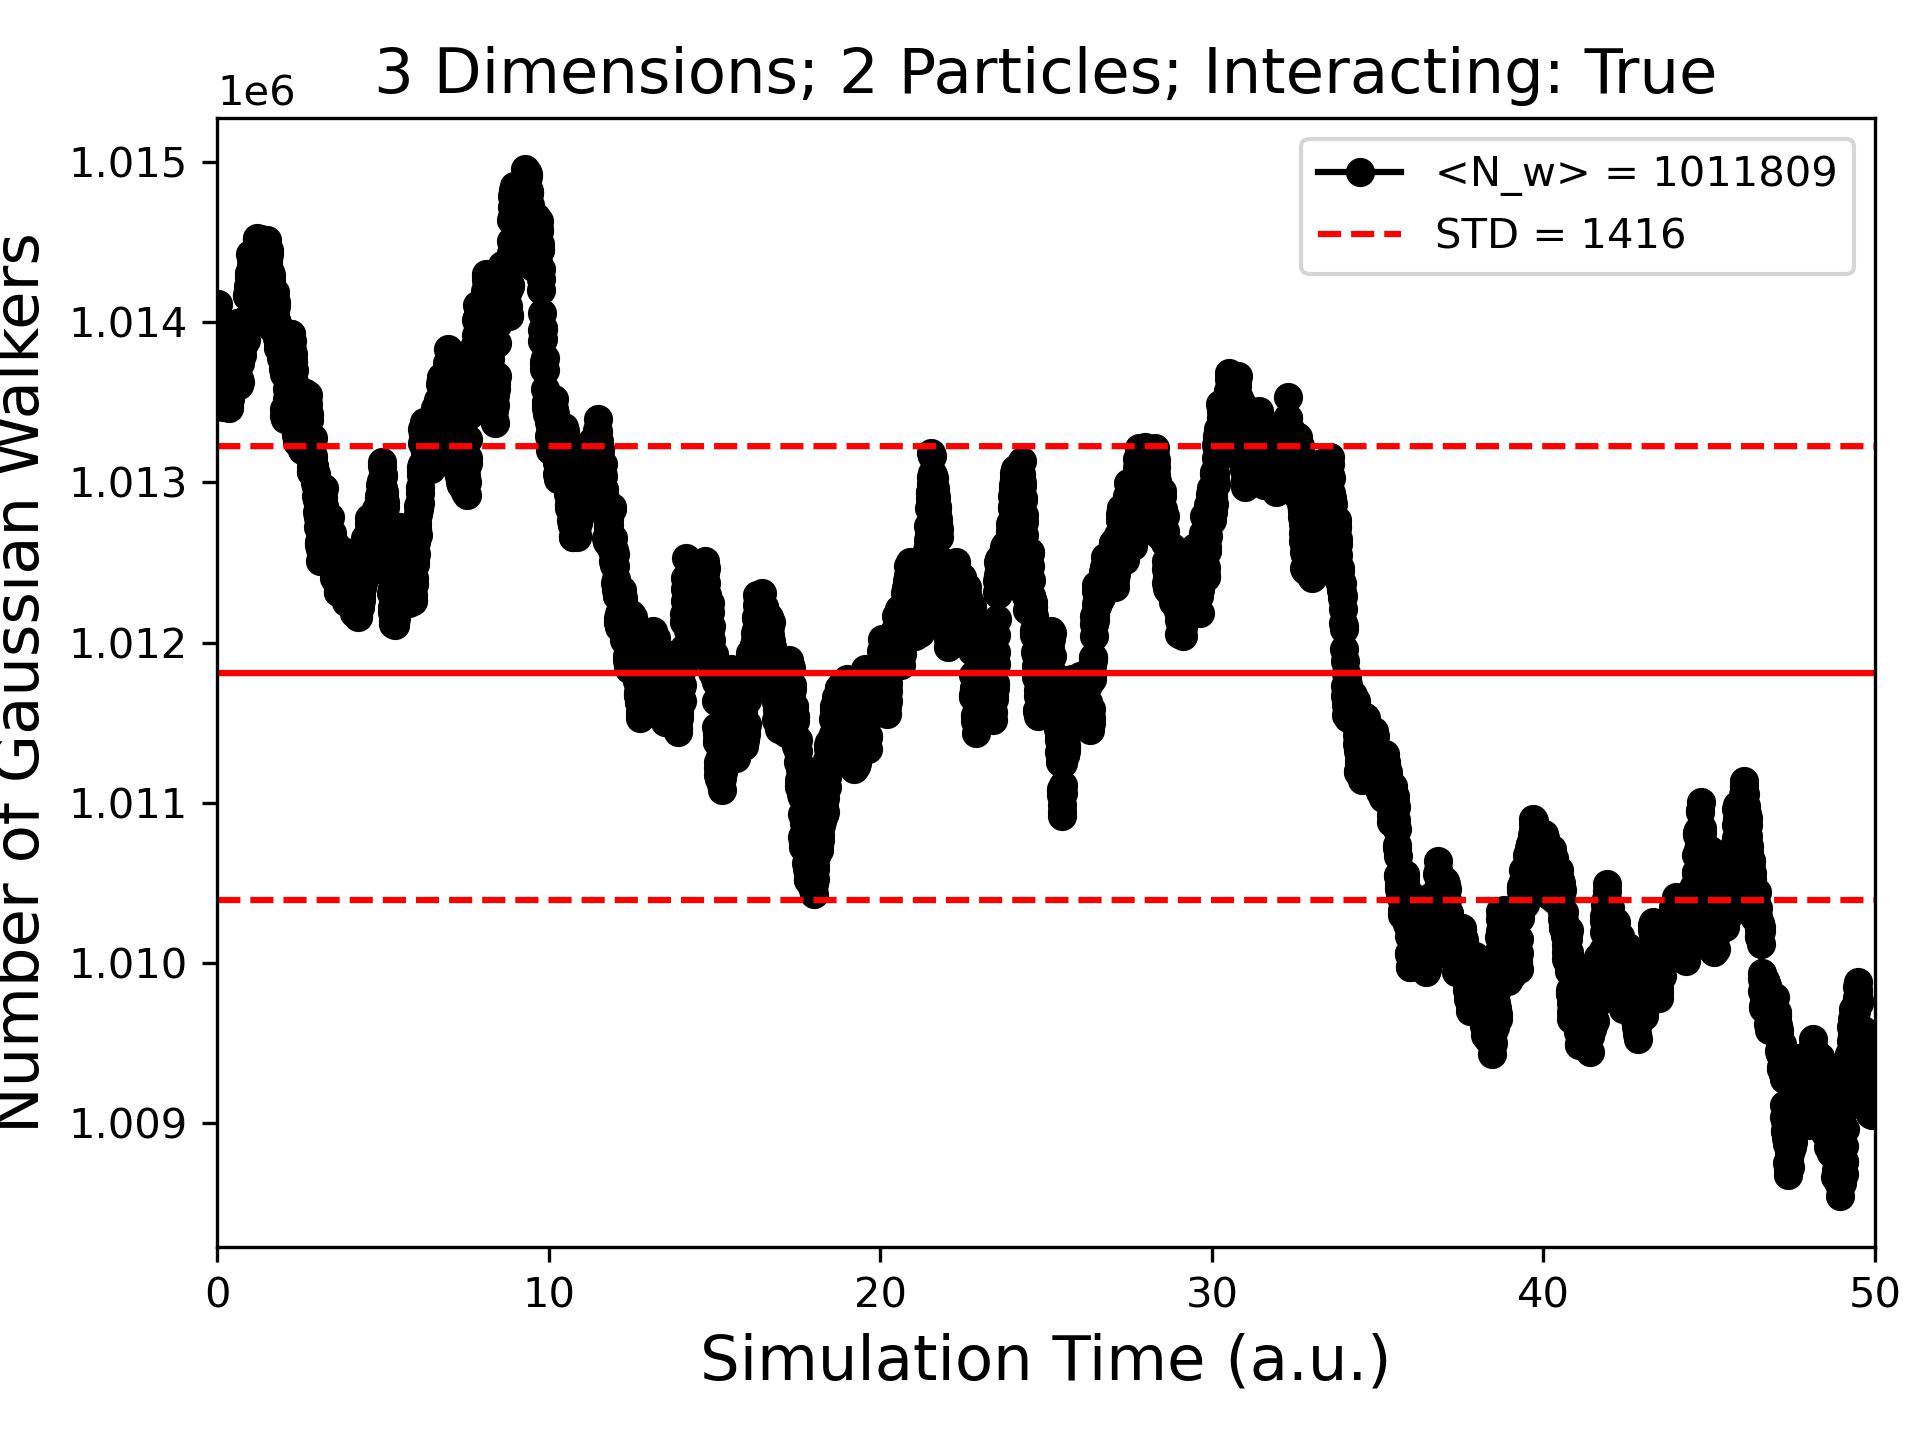 3 Dimensions; 2 Particles; Interacting: True
1e6
<N_w> = 1011809
STD = 1416
Number of Gaussian Walkers
1.015
1.014
1.013
1.012
1.011
1.010
1.009
0 10 20 30 40 50
Simulation Time (a.u.)